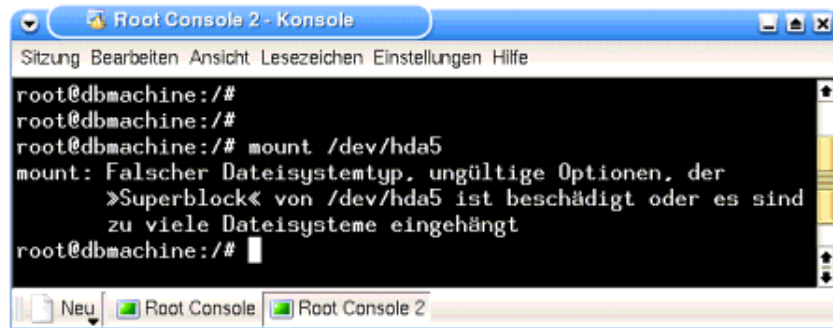 Root Console 2 - Konsole
Sitzung Bearbeiten Ansicht Lesezeichen Einstellungen Hilfe
root@dbmachine:/#
root@dbmachine:/#
root@dbmachine:/# mount /dev/hda5
mount: Falscher Dateisystemtyp, ungültige Optionen, der
»Superblock« von /dev/hda5 ist beschädigt oder es sind
zu viele Dateisysteme eingehängt
root@dbmachine:/#
Neu Root Console Root Console 2